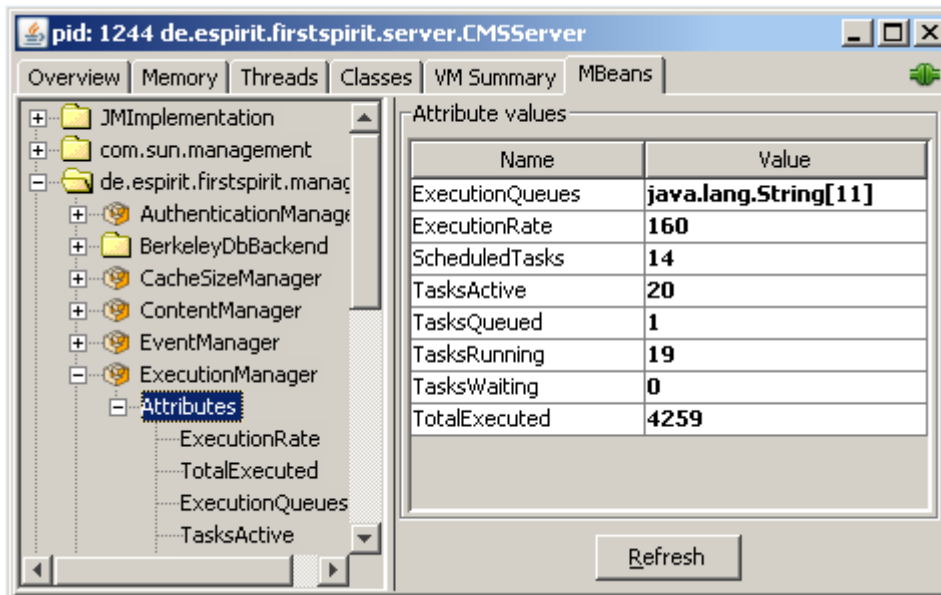 pid: 1244 de.espirit.firstspirit.server.CMSServer
Overview Memory Threads Classes VM Summary MBeans
JMImplementation
com.sun.management
de.espirit.firstspirit.manag
AuthenticationManage
BerkeleyDbBackend
CacheSizeManager
ContentManager
EventManager
ExecutionManager
Attributes
ExecutionRate
TotalExecuted
ExecutionQueues
TasksActive
Attribute values
Name Value
ExecutionQueues java.lang.String[11]
ExecutionRate 160
ScheduledTasks 14
TasksActive 20
TasksQueued 1
TasksRunning 19
TasksWaiting 0
TotalExecuted 4259
Refresh